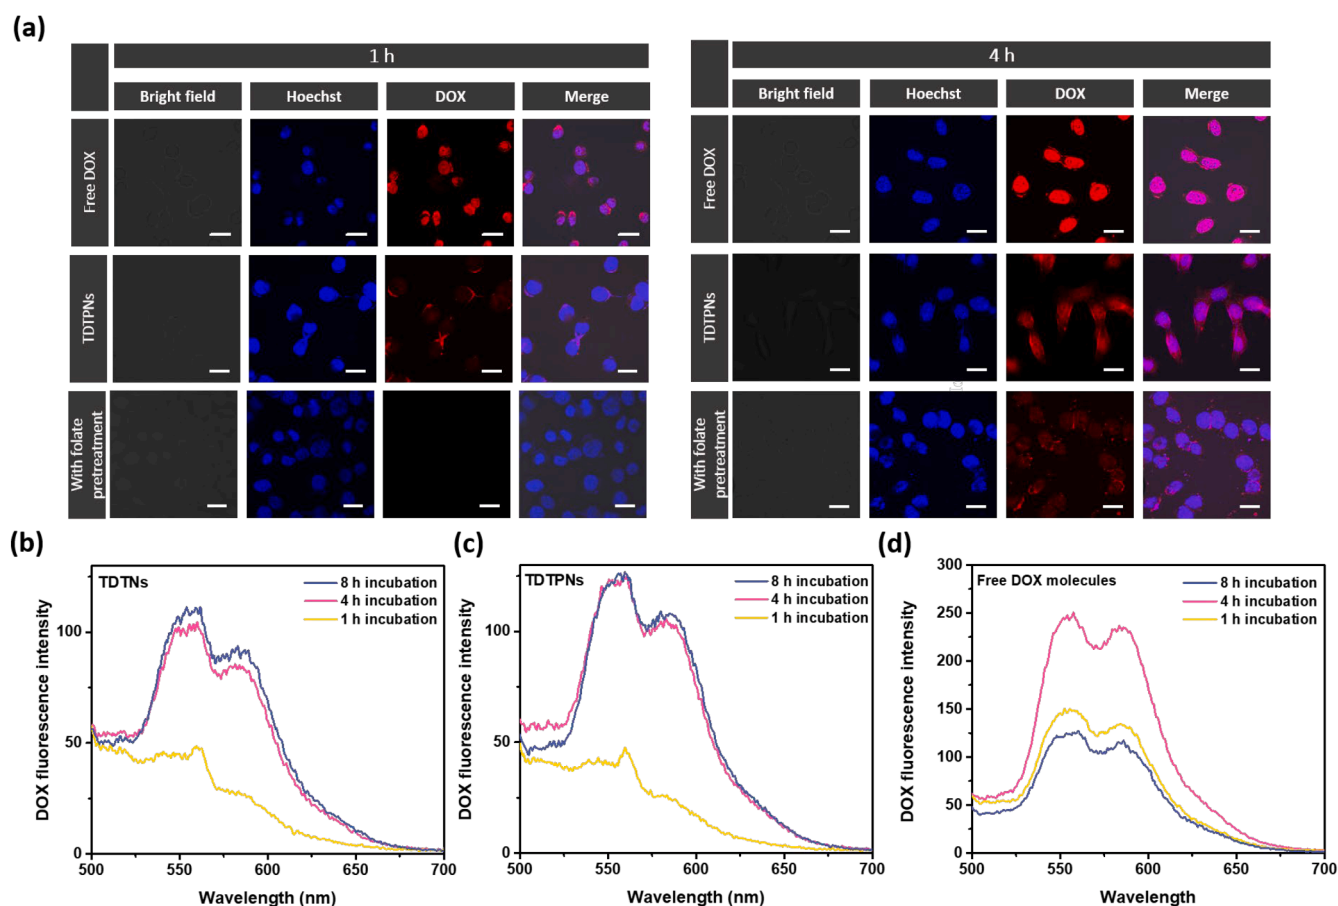 (a)
1 h
Bright field Hoechst DOX Merge
Free DOX
TDTPNs
With folate
pretreatment
4 h
Bright field Hoechst DOX Merge
Free DOX
TDTPNs
With folate
pretreatment
(b)
TDTNs
8 h incubation
4 h incubation
1 h incubation
100
50
0
DOX fluorescence intensity
500 550 600 650 700
Wavelength (nm)
(c)
TDTPNs
8 h incubation
4 h incubation
1 h incubation
100
50
0
DOX fluorescence intensity
500 550 600 650 700
Wavelength (nm)
(d)
Free DOX molecules
8 h incubation
4 h incubation
1 h incubation
300
250
200
150
100
50
0
DOX fluorescence intensity
500 550 600 650 700
Wavelength